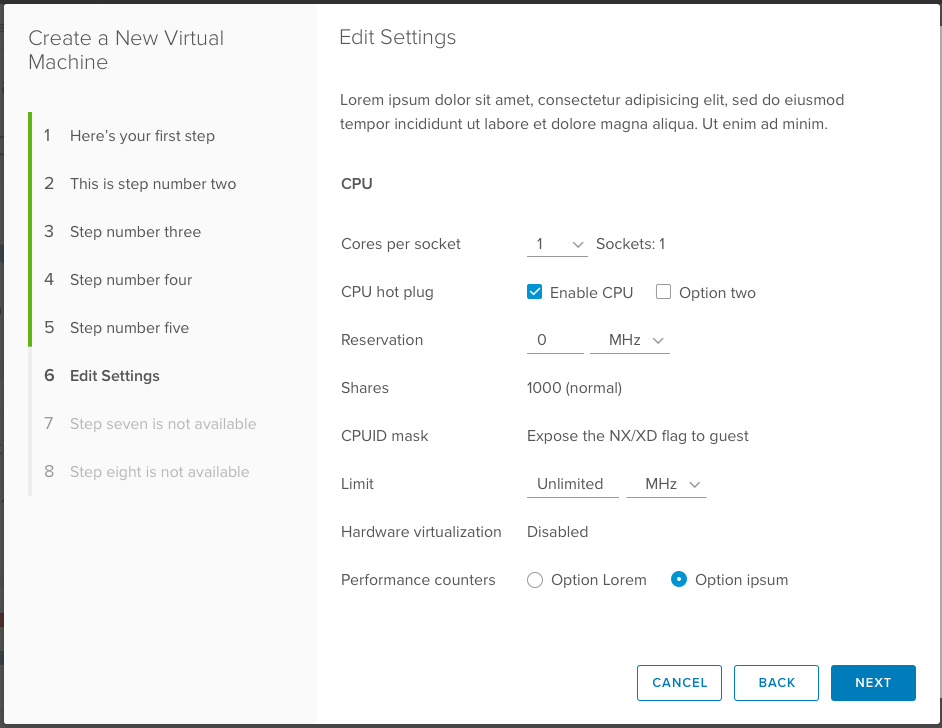 Create a New Virtual
Machine
1 Here's your first step
2 This is step number two
3 Step number three
4 Step number four
5 Step number five
6 Edit Settings
7 Step seven is not available
8 Step eight is not available
Edit Settings
Lorem ipsum dolor sit amet, consectetur adipisicing elit, sed do eiusmod
tempor incididunt ut labore et dolore magna aliqua. Ut enim ad minim.
CPU
Cores per socket 1 Sockets: 1
CPU hot plug Enable CPU Option two
Reservation 0 MHz
Shares 1000 (normal)
CPUID mask Expose the NX/XD flag to guest
Limit Unlimited MHz
Hardware virtualization Disabled
Performance counters Option Lorem Option ipsum
CANCEL BACK NEXT